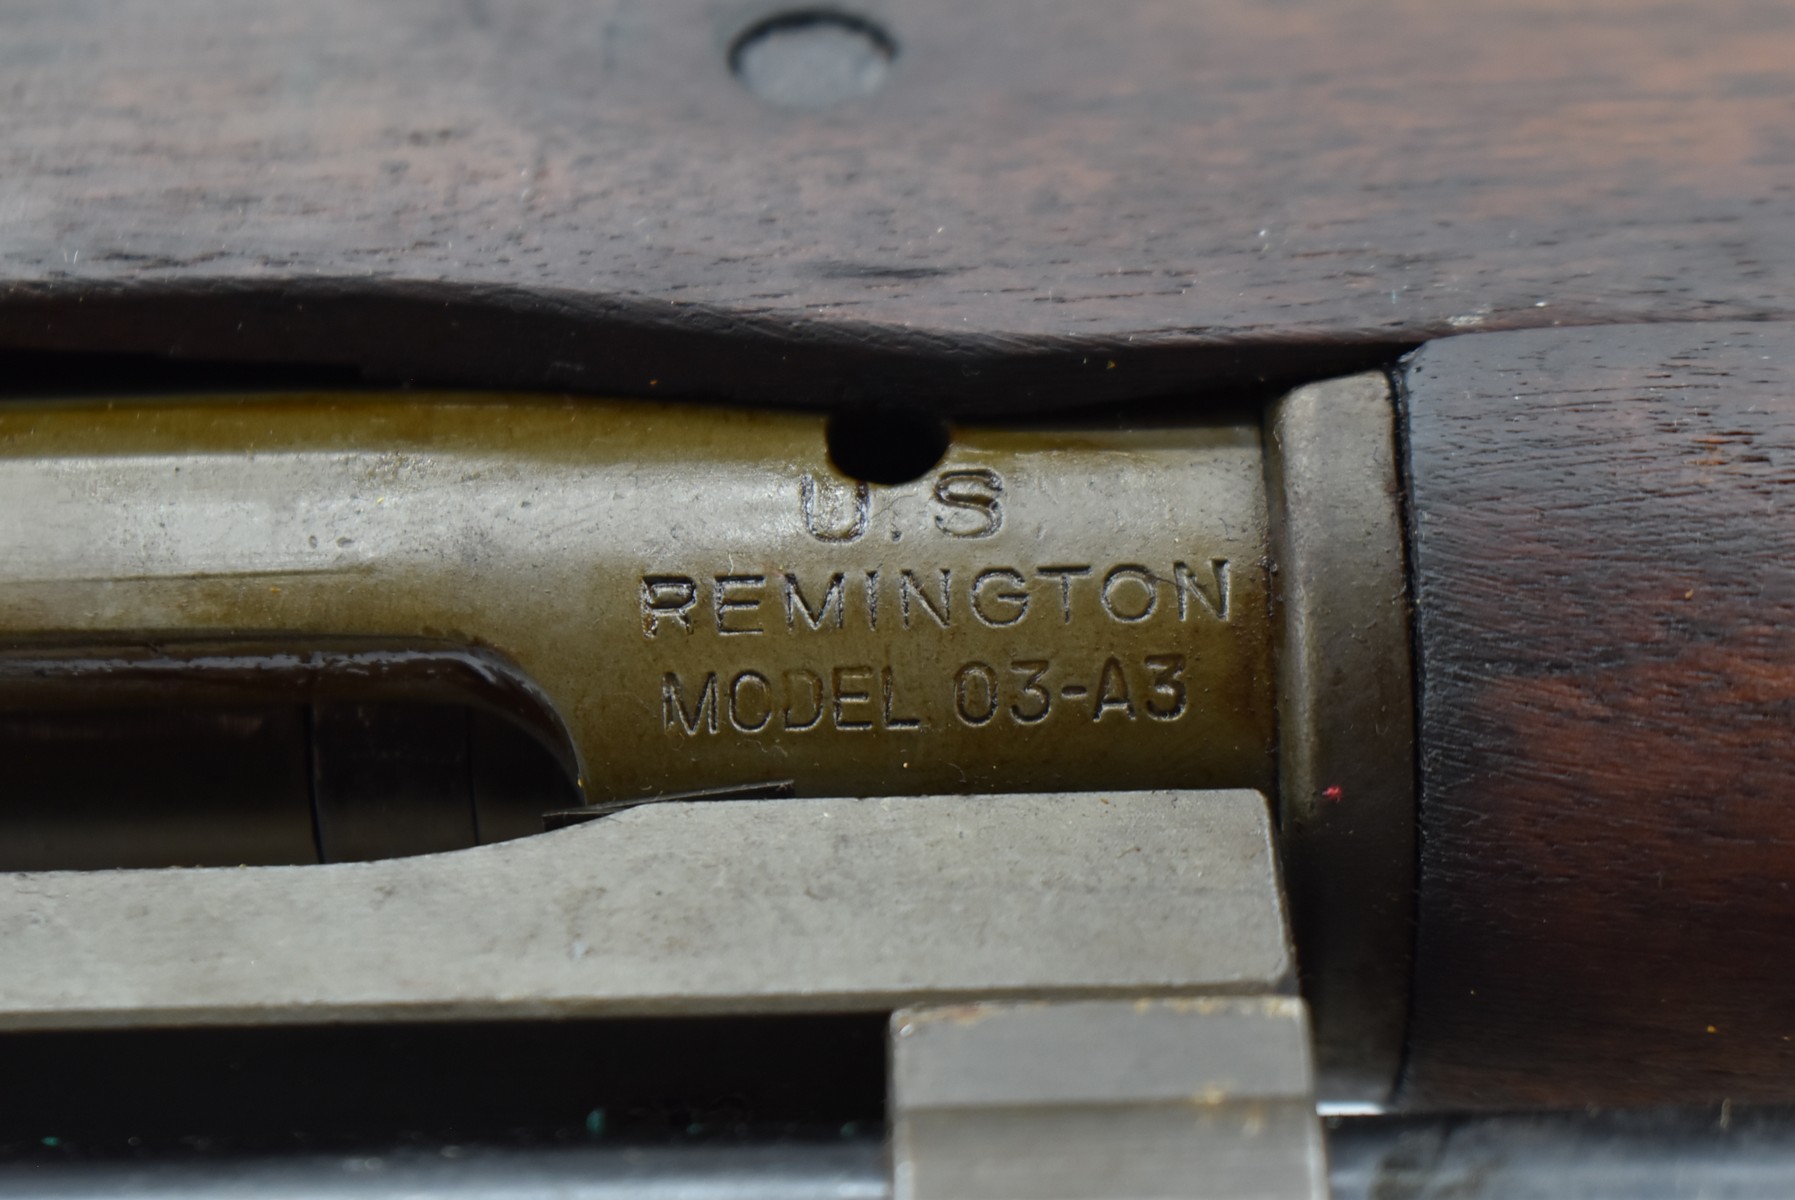 U.S
REMINGTON
MODEL 03-A3